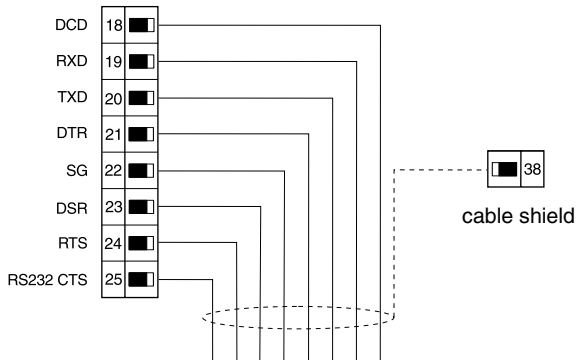 DCD 18
RXD 19
TXD 20
DTR 21
SG 22
DSR 23
RTS 24
RS232 CTS 25
38
cable shield